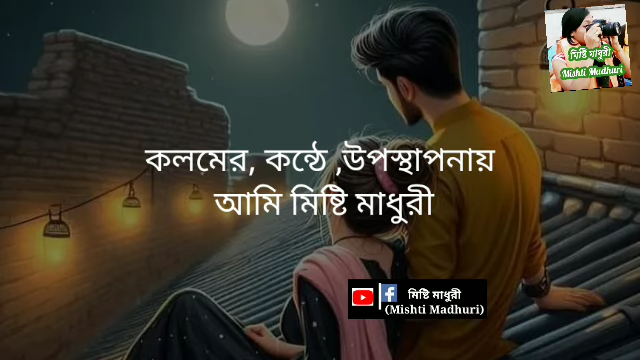 মিষ্টি মাধুরী
Mishti Madhuri
কলমের, কন্ঠে ,উপস্থাপনায়
আমি মিষ্টি মাধুরী
মিষ্টি মাধুরী
(Mishti Madhuri)